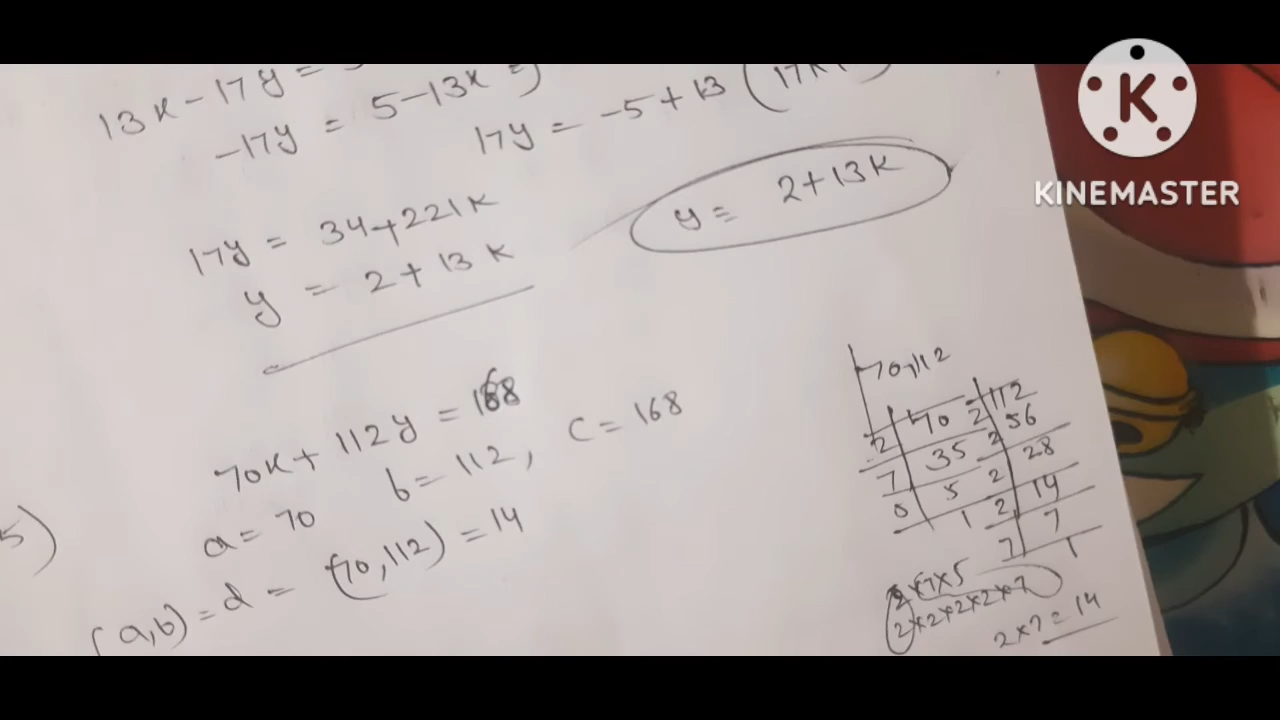 13x - 17y =
-17y = 5 - 13x
17y = -5 + 13 (17k
17y = 34 + 221k
y = 2 + 13k
y = 2 + 13k
5) 70x + 112y = 168
a = 70 b = 112, c = 168
(a,b) = d = (70,112) = 14
70,112
2 70
7 35
5
1
2 112
2 56
2 28
2 14
7 7
1
2×7×5
2×2×2×2×7
2×7 = 14
K
KINEMASTER